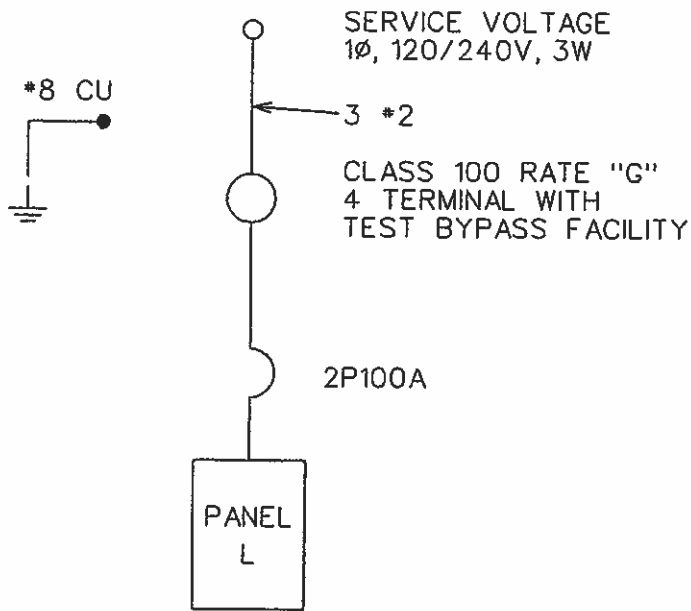 SERVICE VOLTAGE
1Ø, 120/240V, 3W
#8 CU
3 #2
CLASS 100 RATE "G"
4 TERMINAL WITH
TEST BYPASS FACILITY
2P100A
PANEL
L